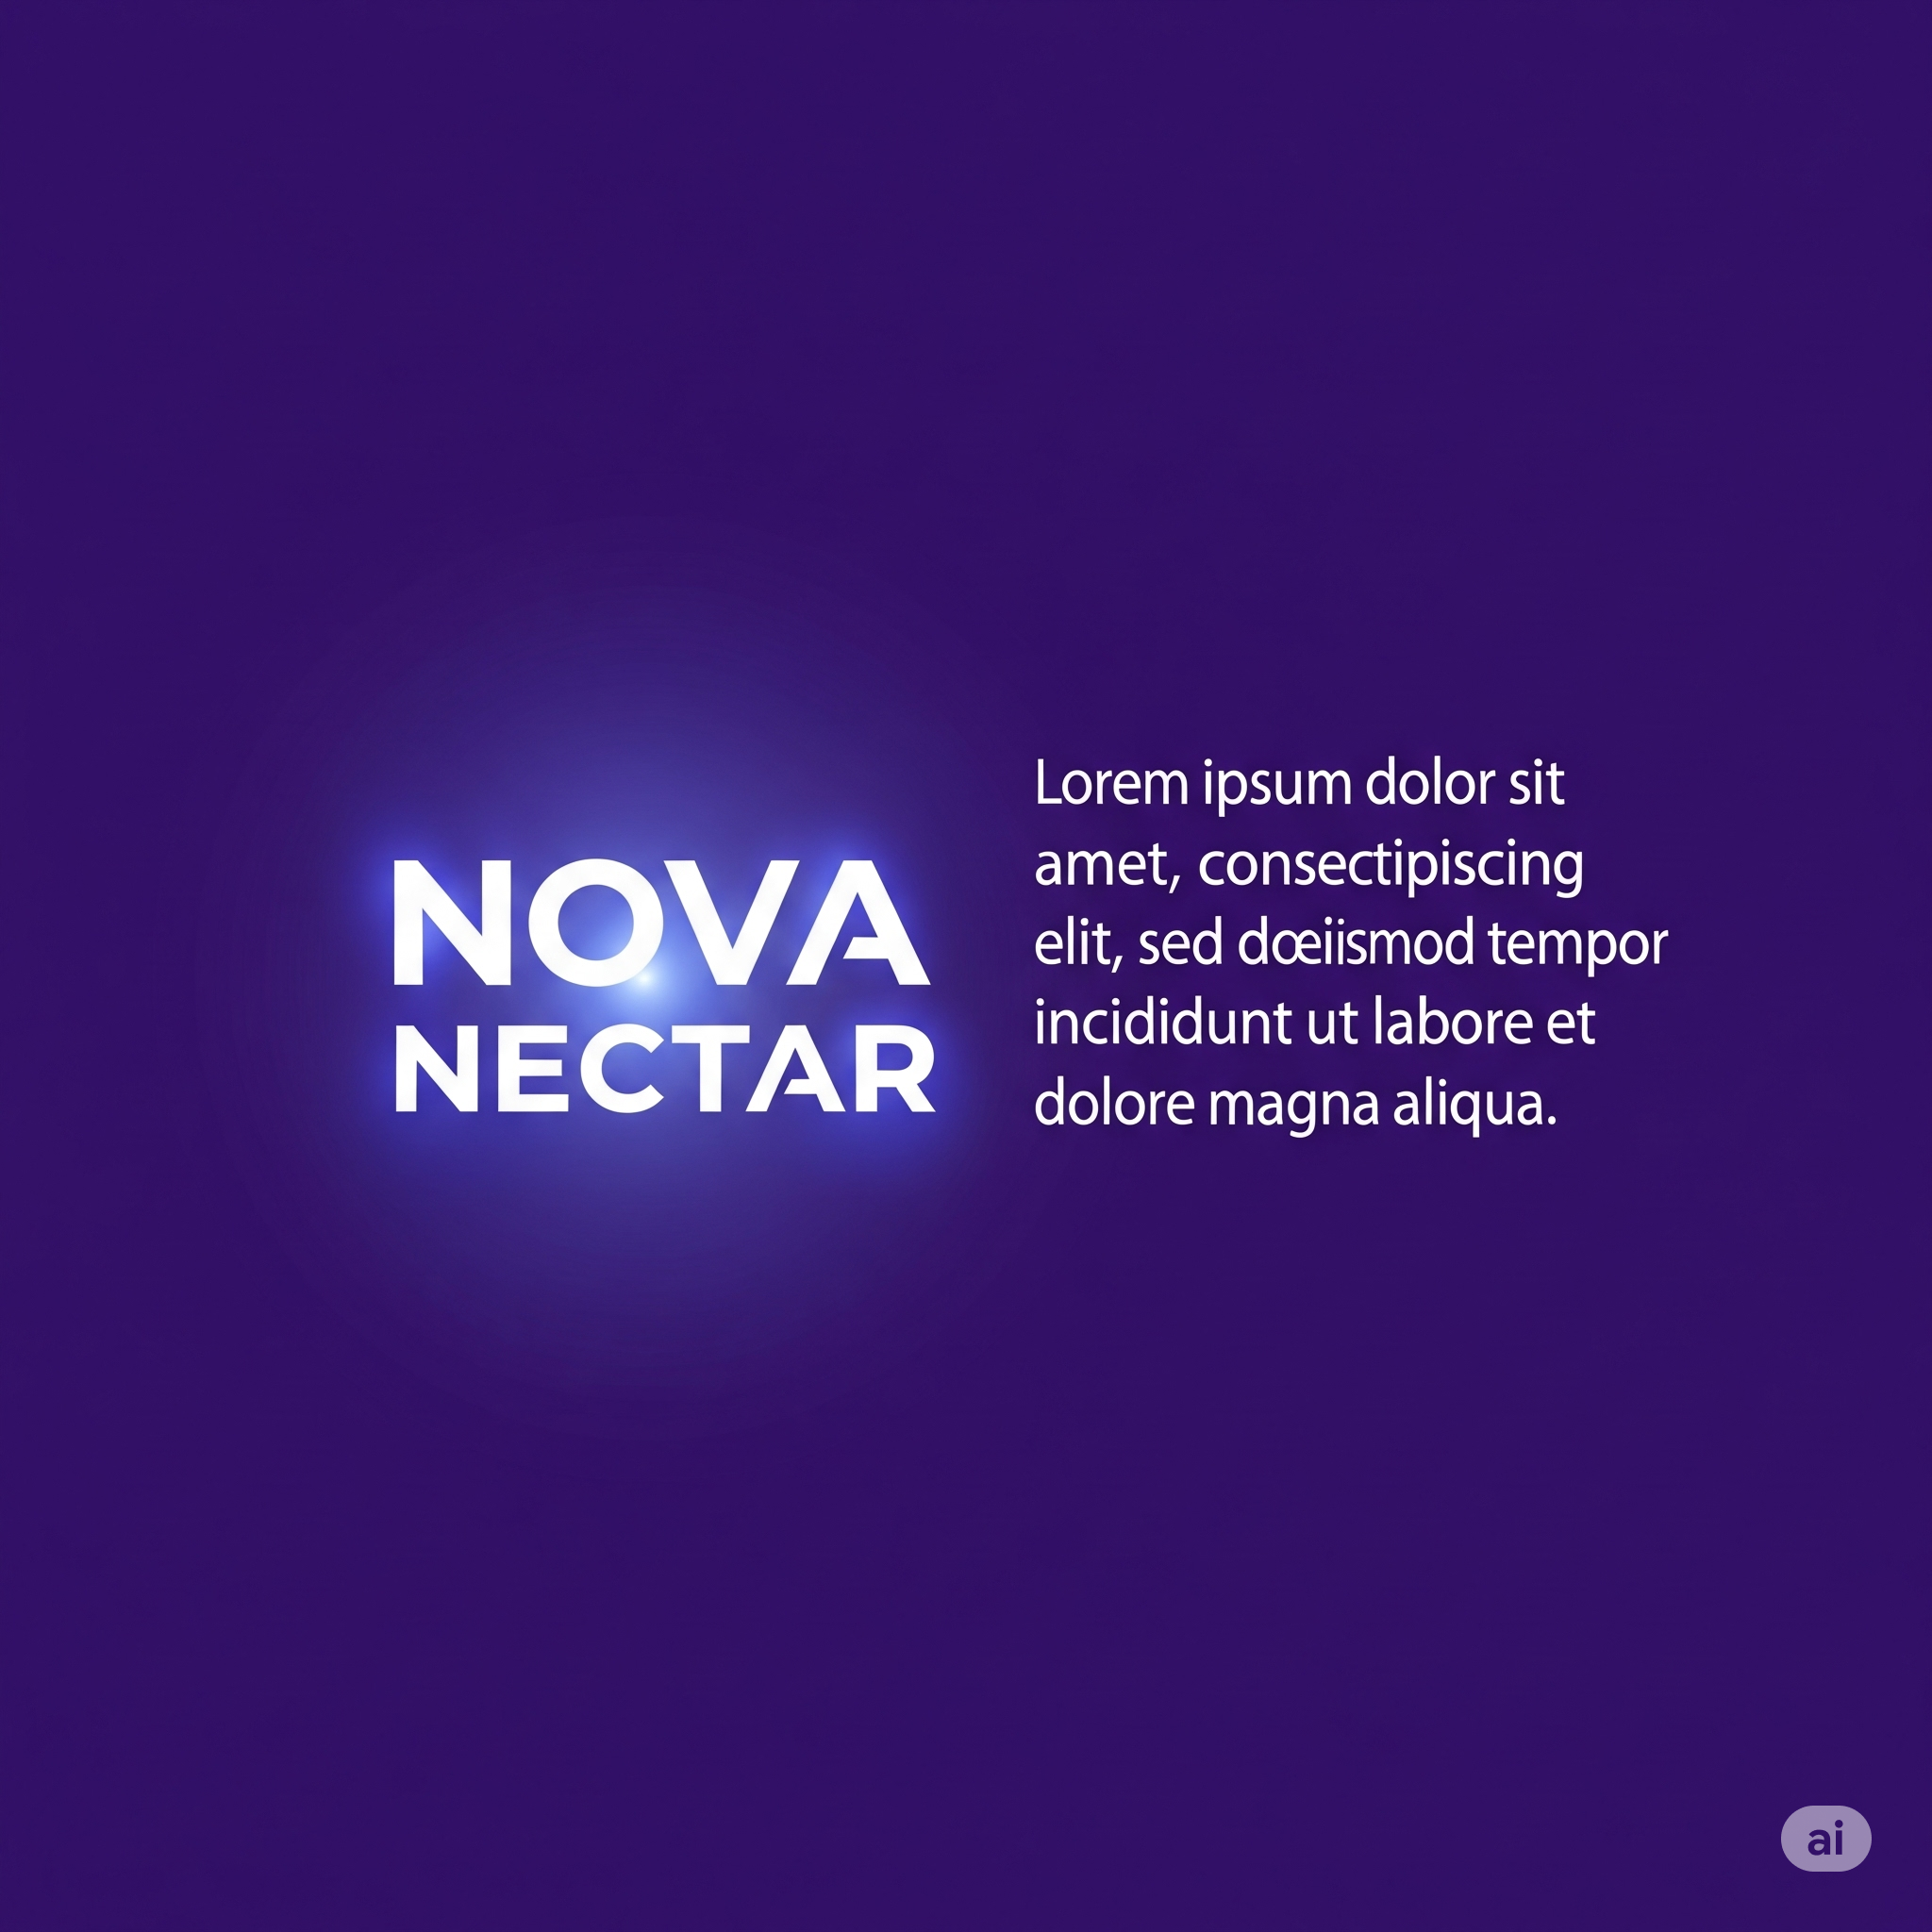 NOVA
NECTAR
Lorem ipsum dolor sit
amet, consectipiscing
elit, sed dœiismod tempor
incididunt ut labore et
dolore magna aliqua.
ai